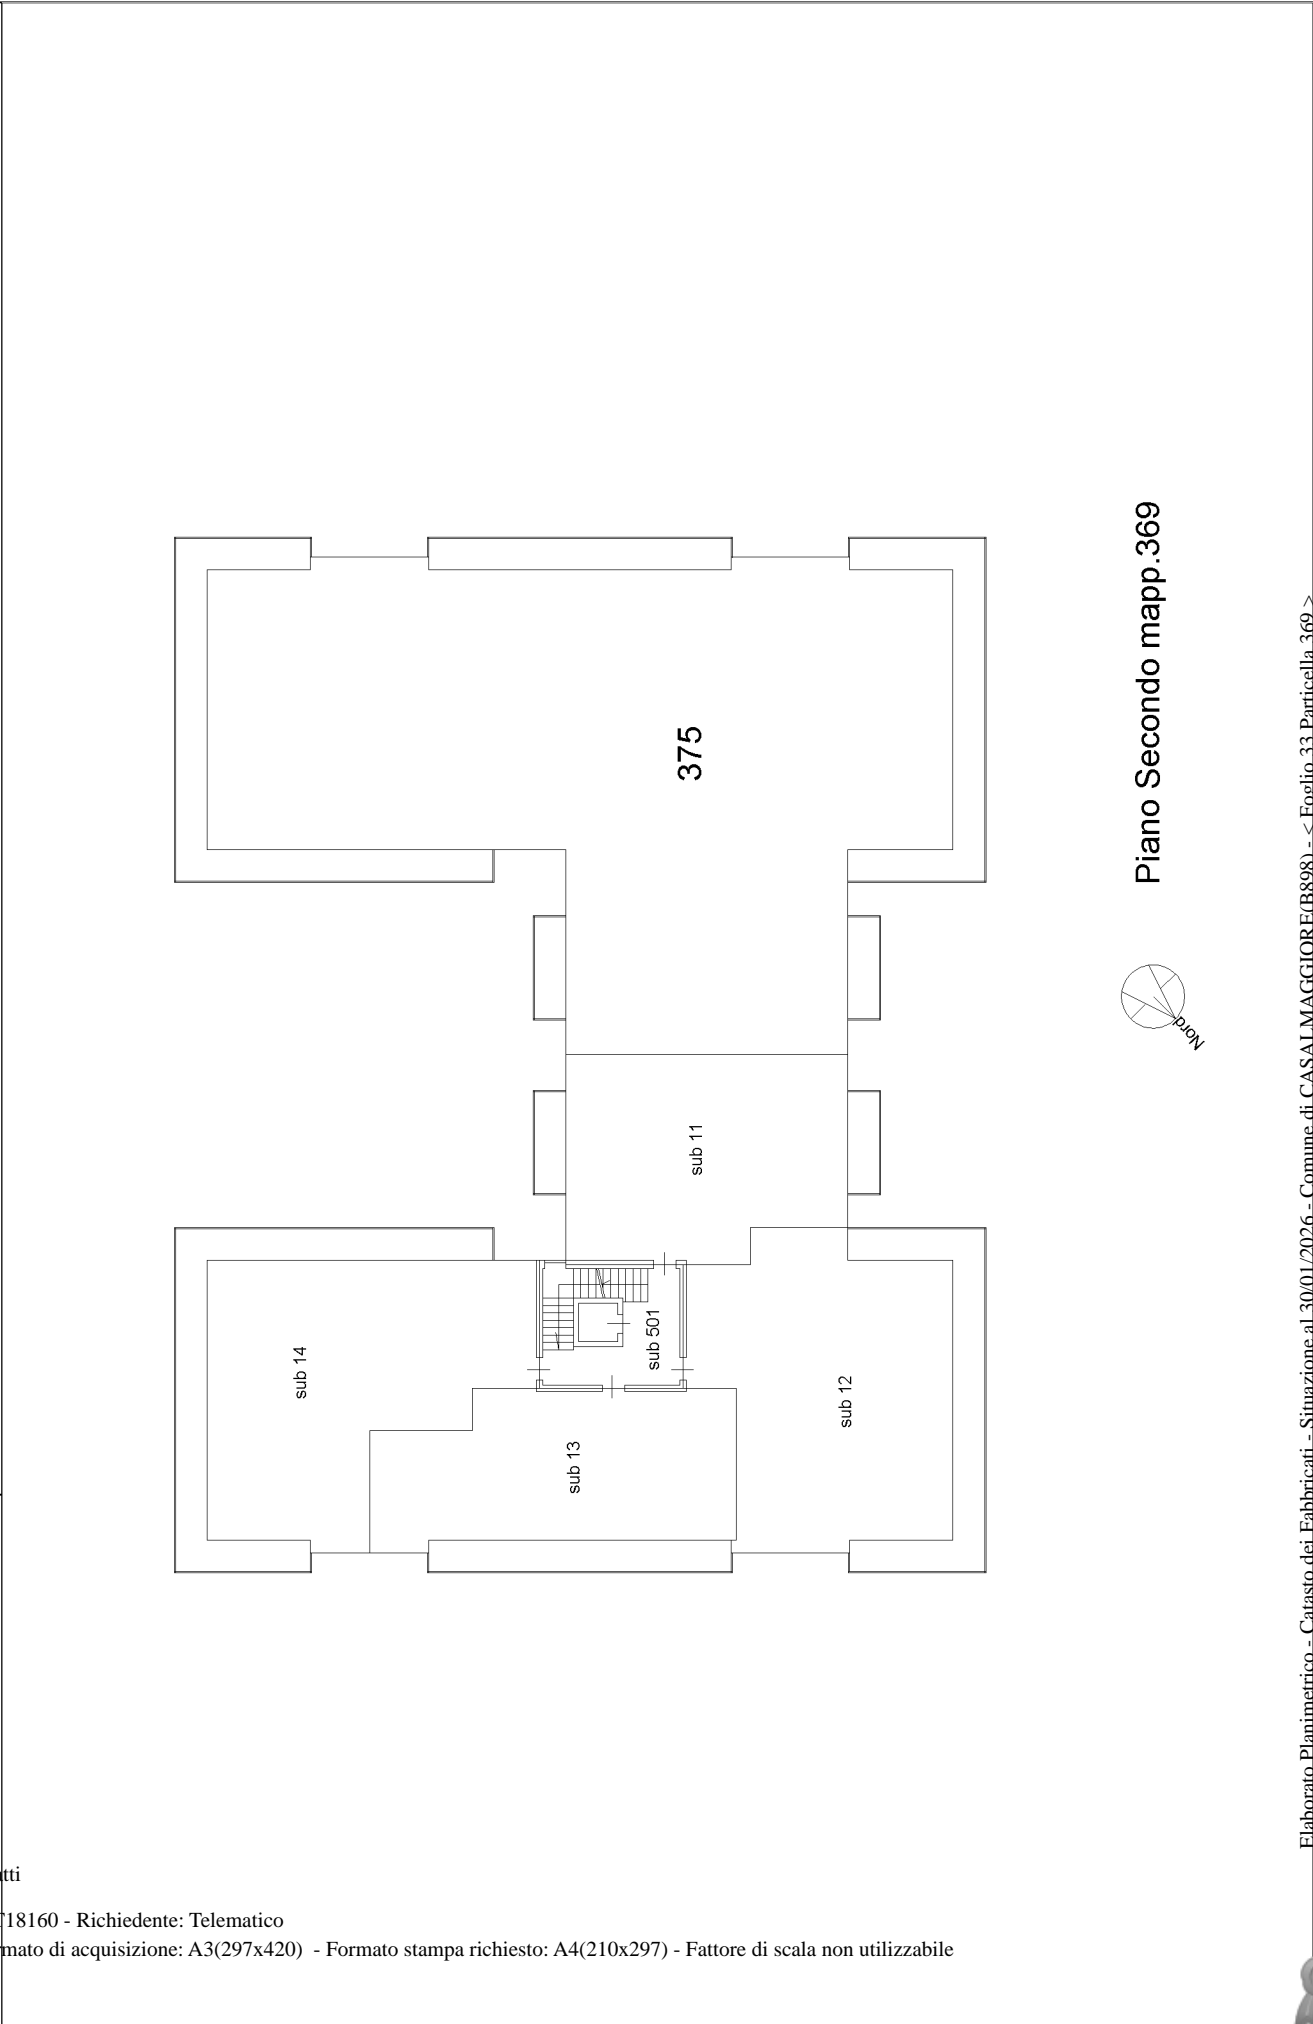 Piano Secondo mapp.369
375
Nord
sub 11
sub 501
sub 14
sub 12
sub 13
Elaborato Planimetrico - Catasto dei Fabbricati - Situazione al 30/01/2026 - Comune di CASALMAGGIORE(B898) - < Foglio 33 Particella 369 >
tti
T18160 - Richiedente: Telematico
mato di acquisizione: A3(297x420) - Formato stampa richiesto: A4(210x297) - Fattore di scala non utilizzabile